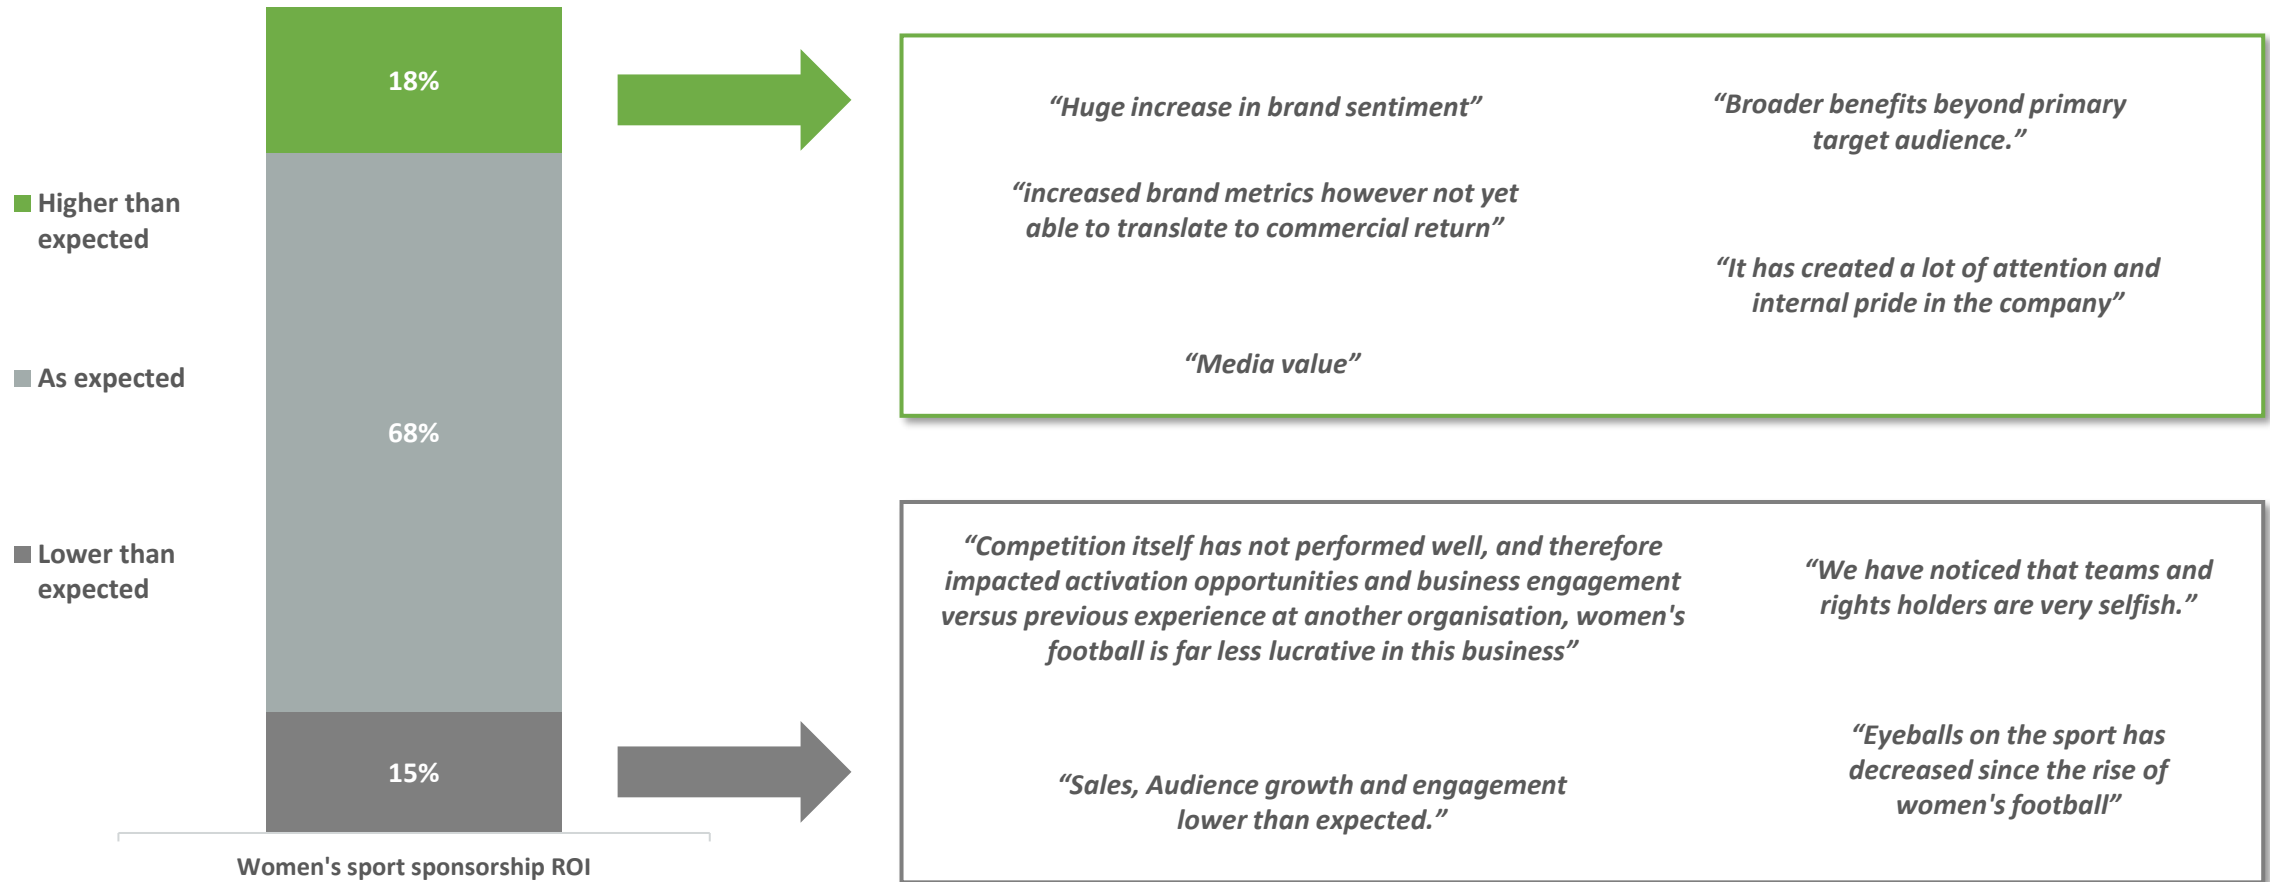 18%
68%
15%
Higher than
expected
As expected
Lower than
expected
Women's sport sponsorship ROI
“Huge increase in brand sentiment”
“Broader benefits beyond primary
target audience.”
“increased brand metrics however not yet
able to translate to commercial return”
“It has created a lot of attention and
internal pride in the company”
“Media value”
“Competition itself has not performed well, and therefore
impacted activation opportunities and business engagement
versus previous experience at another organisation, women's
football is far less lucrative in this business”
“We have noticed that teams and
rights holders are very selfish.”
“Sales, Audience growth and engagement
lower than expected.”
“Eyeballs on the sport has
decreased since the rise of
women's football”